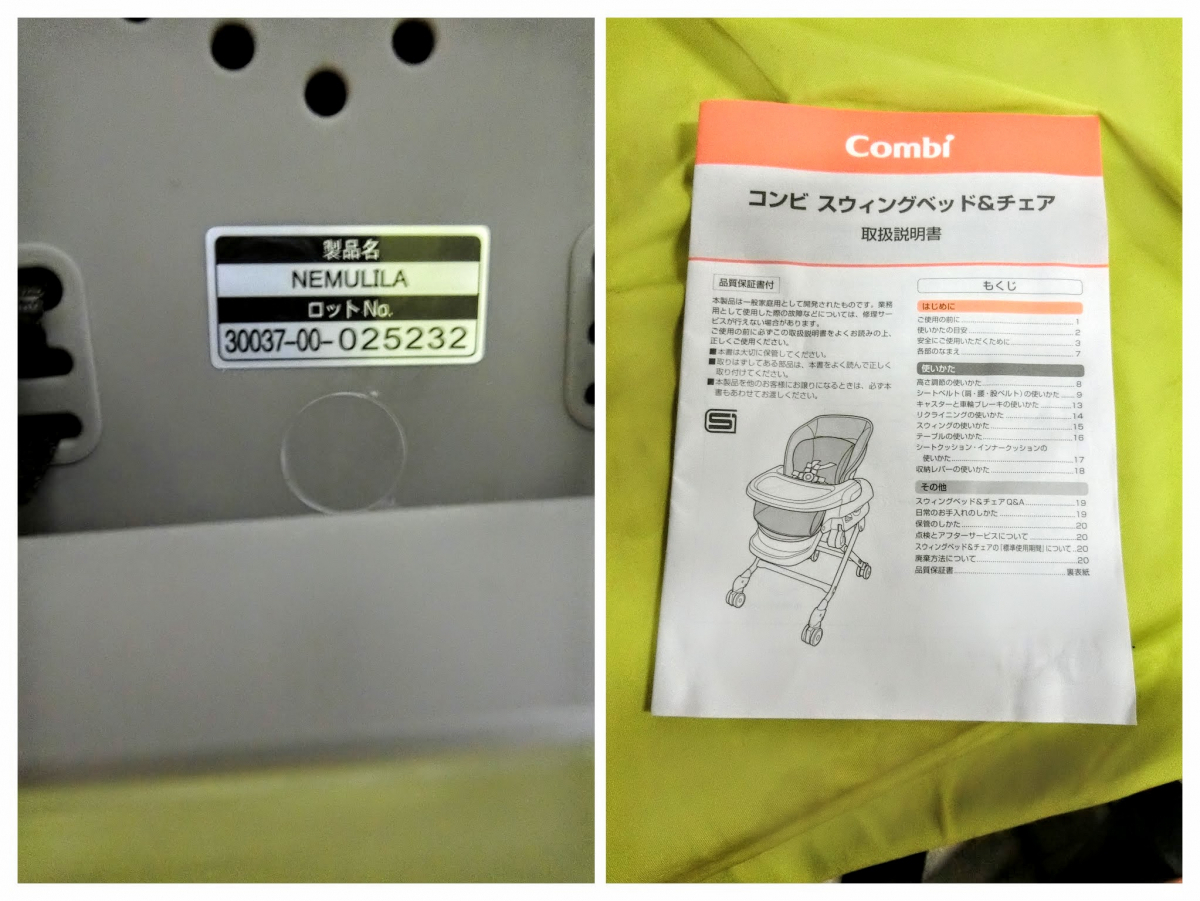 製品名
NEMULILA
ロットNo.
30037-00-025232
Combi
コンビ スウィングベッド&チェア
取扱説明書
品質保証書付
本製品は一般家庭用として開発されたものです。業務
用として使用した際の故障などについては、修理サー
ビスが行えない場合があります。
ご使用の前に必ずこの取扱説明書をよくお読みの上、
正しくご使用ください。
■本書は大切に保管してください。
■取りはずしてある部品は、本書をよく読んで正しく
取り付けてください。
■本製品を他のお客様にお譲りになるときは、必ず本
書もあわせてお渡しください。
SG
もくじ
はじめに
ご使用の前に 1
使いかたの目安 2
安全にご使用いただくために 3
各部のなまえ 7
使いかた
高さ調節の使いかた 8
シートベルト(肩・腰・股ベルト)の使いかた 9
キャスターと車輪ブレーキの使いかた 13
リクライニングの使いかた 14
スウィングの使いかた 15
テーブルの使いかた 16
シートクッション・インナークッションの
使いかた 17
収納レバーの使いかた 18
その他
スウィングベッド&チェアQ&A 19
日常のお手入れのしかた 19
保管のしかた 20
点検とアフターサービスについて 20
スウィングベッド&チェアの「標準使用期間」について 20
廃棄方法について 20
品質保証書 裏表紙